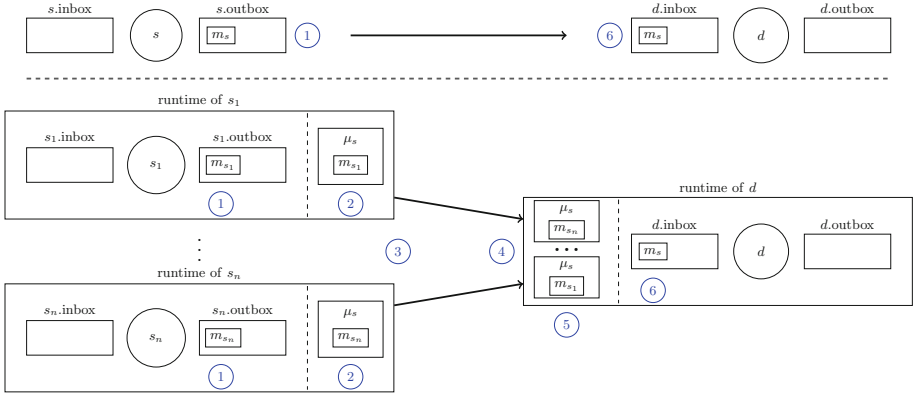 s.inbox s.outbox d.inbox d.outbox
s m_s 1 6 m_s d
runtime of s_1
s_1.inbox s_1.outbox μ_s
s_1 m_{s_1} m_{s_1}
1 2
runtime of d
μ_s d.inbox d.outbox
m_{s_n}
⋮ 3 4 ... m_s d
μ_s
m_{s_1} 6
5
runtime of s_n
s_n.inbox s_n.outbox μ_s
s_n m_{s_n} m_{s_n}
1 2